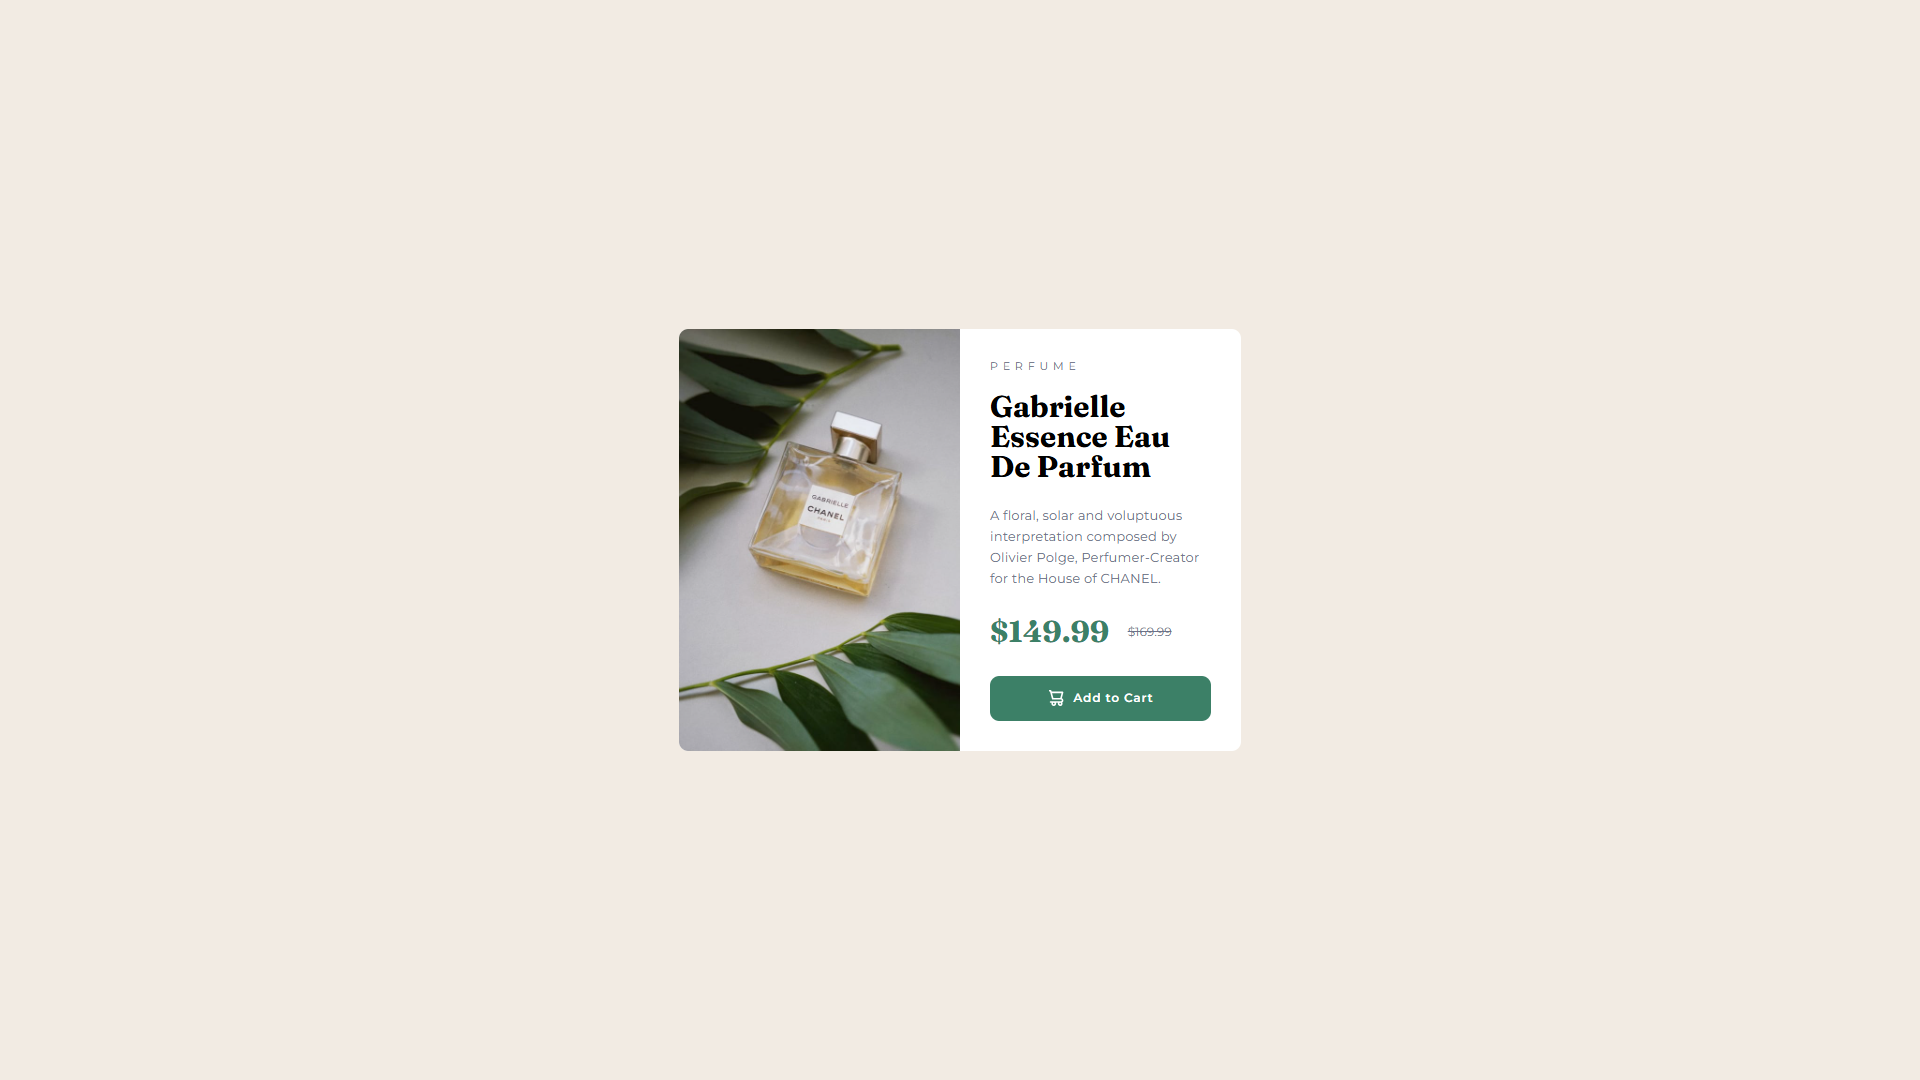 GABRIELLE
CHANEL
PARIS
PERFUME
Gabrielle
Essence Eau
De Parfum
A floral, solar and voluptuous
interpretation composed by
Olivier Polge, Perfumer-Creator
for the House of CHANEL.
$149.99 $169.99
Add to Cart